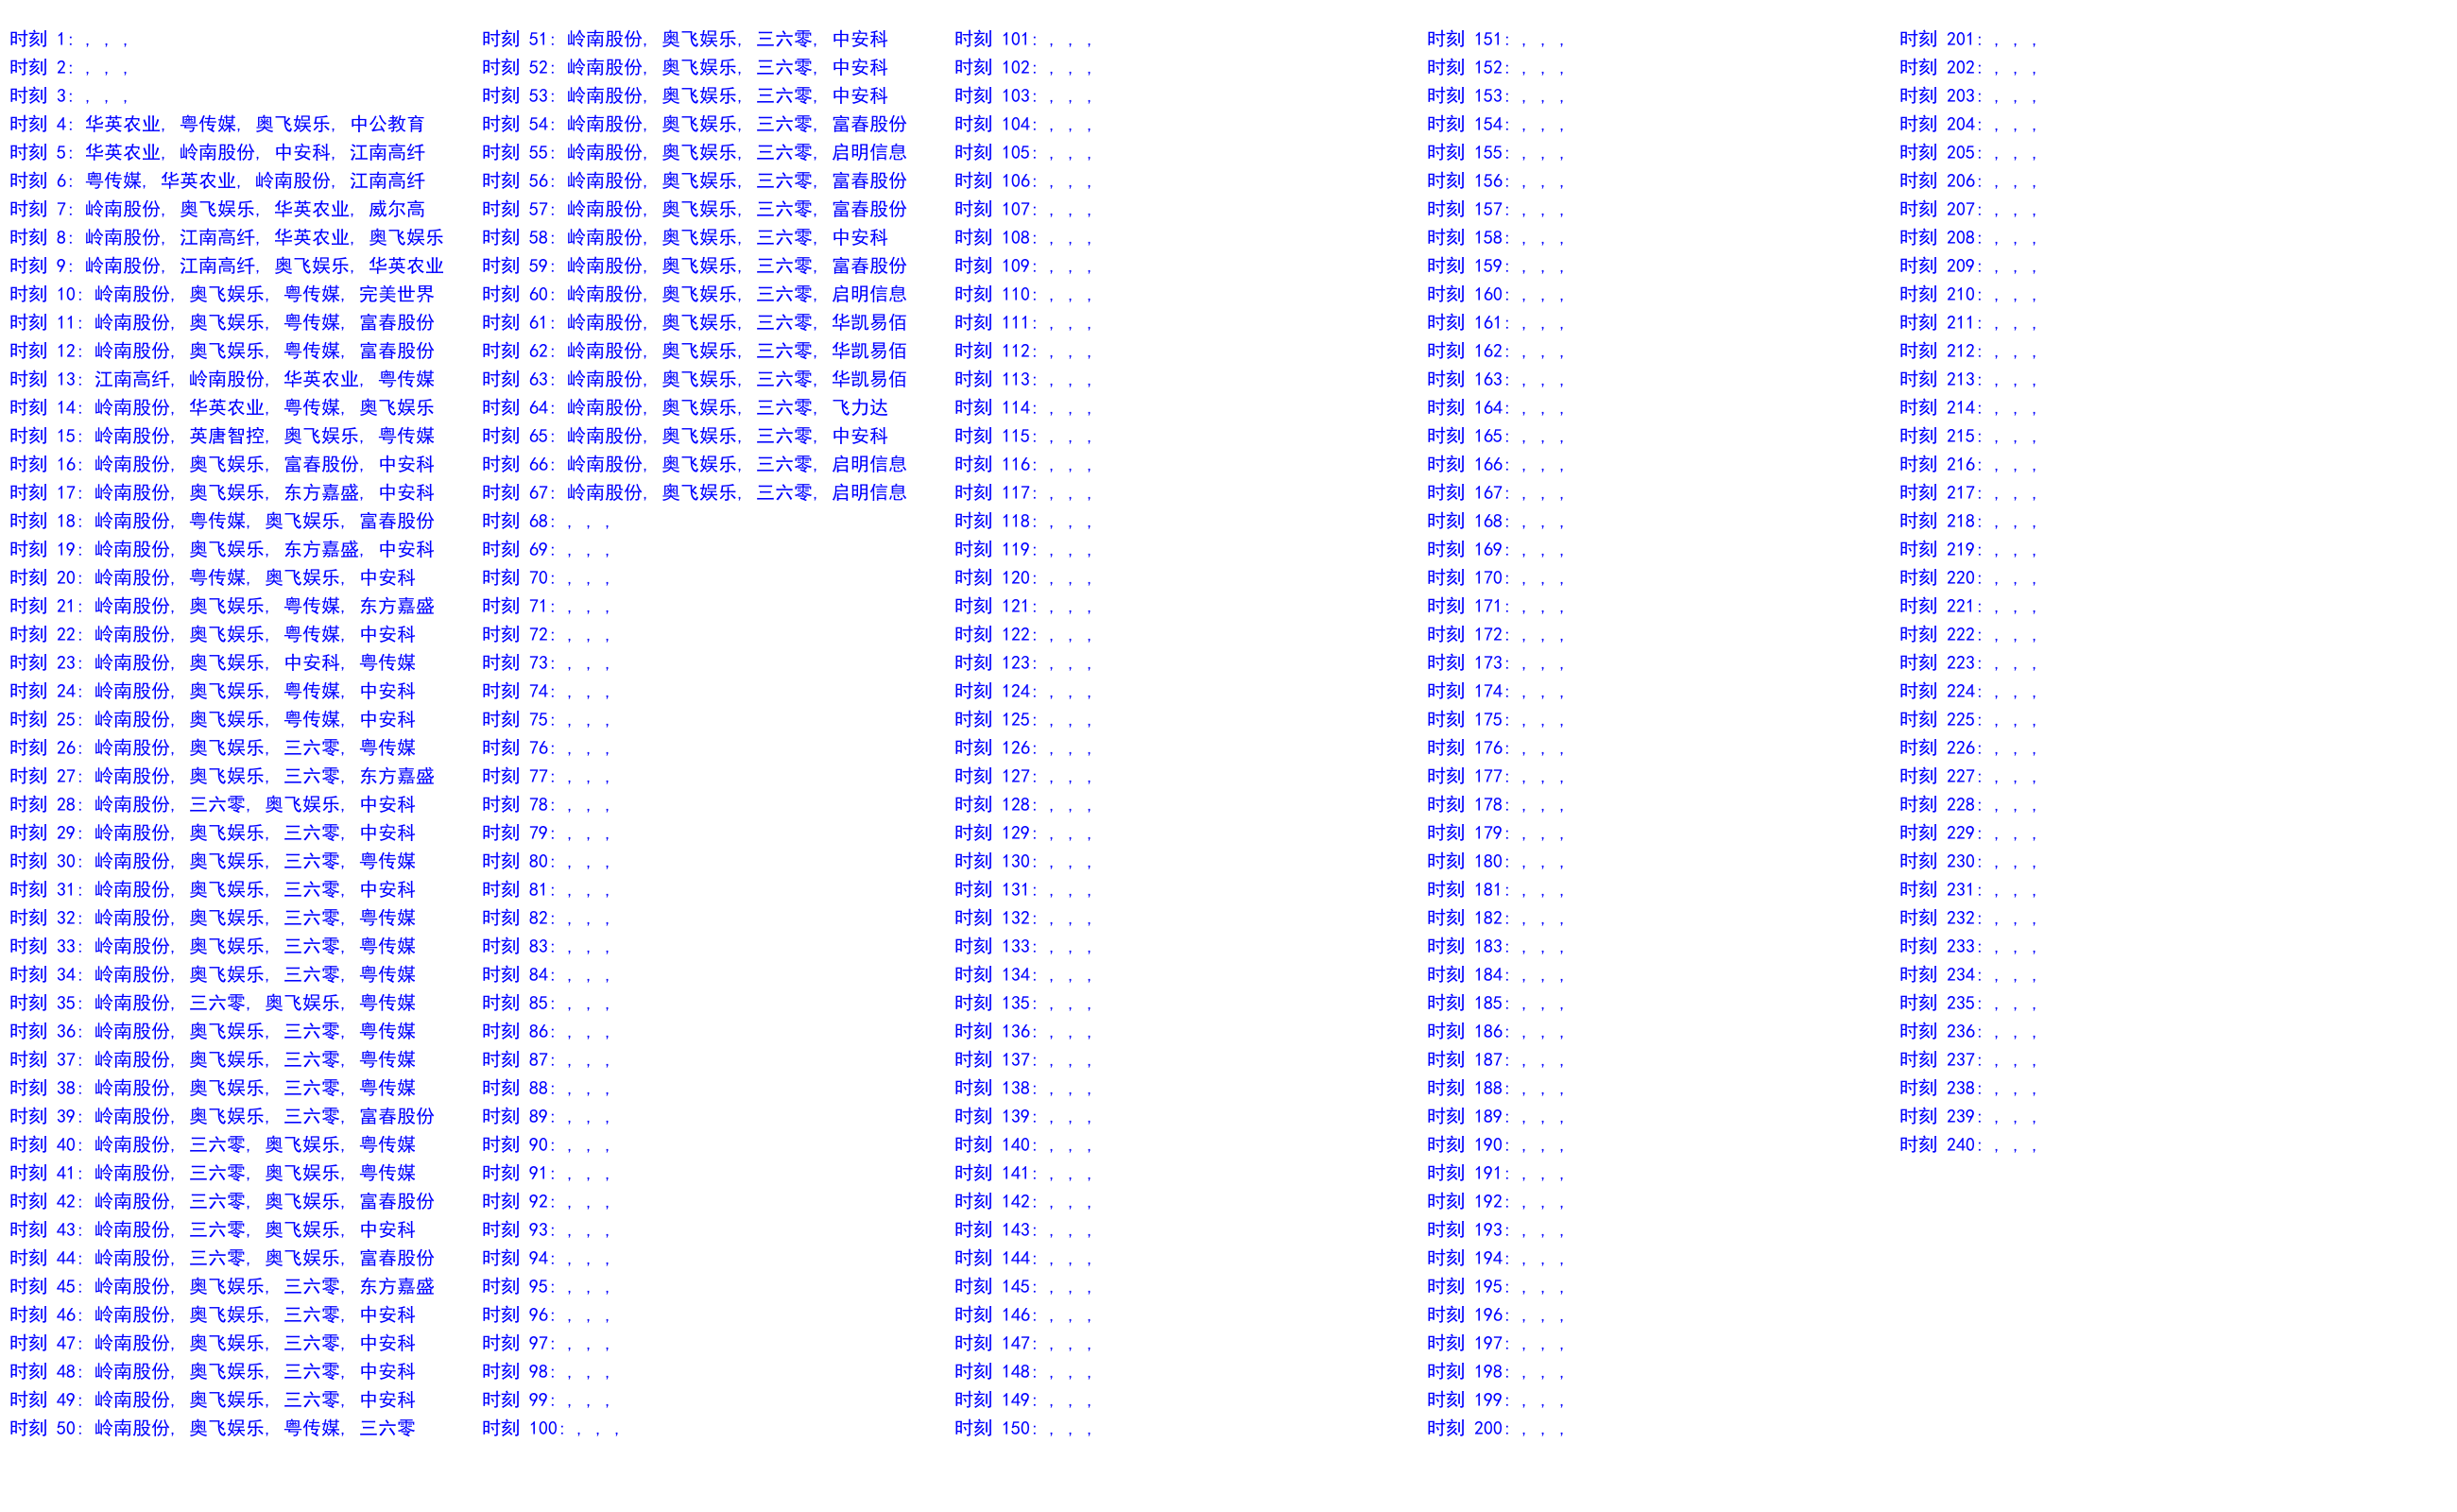 时刻 1: , , ,
时刻 2: , , ,
时刻 3: , , ,
时刻 4: 华英农业, 粤传媒, 奥飞娱乐, 中公教育
时刻 5: 华英农业, 岭南股份, 中安科, 江南高纤
时刻 6: 粤传媒, 华英农业, 岭南股份, 江南高纤
时刻 7: 岭南股份, 奥飞娱乐, 华英农业, 威尔高
时刻 8: 岭南股份, 江南高纤, 华英农业, 奥飞娱乐
时刻 9: 岭南股份, 江南高纤, 奥飞娱乐, 华英农业
时刻 10: 岭南股份, 奥飞娱乐, 粤传媒, 完美世界
时刻 11: 岭南股份, 奥飞娱乐, 粤传媒, 富春股份
时刻 12: 岭南股份, 奥飞娱乐, 粤传媒, 富春股份
时刻 13: 江南高纤, 岭南股份, 华英农业, 粤传媒
时刻 14: 岭南股份, 华英农业, 粤传媒, 奥飞娱乐
时刻 15: 岭南股份, 英唐智控, 奥飞娱乐, 粤传媒
时刻 16: 岭南股份, 奥飞娱乐, 富春股份, 中安科
时刻 17: 岭南股份, 奥飞娱乐, 东方嘉盛, 中安科
时刻 18: 岭南股份, 粤传媒, 奥飞娱乐, 富春股份
时刻 19: 岭南股份, 奥飞娱乐, 东方嘉盛, 中安科
时刻 20: 岭南股份, 粤传媒, 奥飞娱乐, 中安科
时刻 21: 岭南股份, 奥飞娱乐, 粤传媒, 东方嘉盛
时刻 22: 岭南股份, 奥飞娱乐, 粤传媒, 中安科
时刻 23: 岭南股份, 奥飞娱乐, 中安科, 粤传媒
时刻 24: 岭南股份, 奥飞娱乐, 粤传媒, 中安科
时刻 25: 岭南股份, 奥飞娱乐, 粤传媒, 中安科
时刻 26: 岭南股份, 奥飞娱乐, 三六零, 粤传媒
时刻 27: 岭南股份, 奥飞娱乐, 三六零, 东方嘉盛
时刻 28: 岭南股份, 三六零, 奥飞娱乐, 中安科
时刻 29: 岭南股份, 奥飞娱乐, 三六零, 中安科
时刻 30: 岭南股份, 奥飞娱乐, 三六零, 粤传媒
时刻 31: 岭南股份, 奥飞娱乐, 三六零, 中安科
时刻 32: 岭南股份, 奥飞娱乐, 三六零, 粤传媒
时刻 33: 岭南股份, 奥飞娱乐, 三六零, 粤传媒
时刻 34: 岭南股份, 奥飞娱乐, 三六零, 粤传媒
时刻 35: 岭南股份, 三六零, 奥飞娱乐, 粤传媒
时刻 36: 岭南股份, 奥飞娱乐, 三六零, 粤传媒
时刻 37: 岭南股份, 奥飞娱乐, 三六零, 粤传媒
时刻 38: 岭南股份, 奥飞娱乐, 三六零, 粤传媒
时刻 39: 岭南股份, 奥飞娱乐, 三六零, 富春股份
时刻 40: 岭南股份, 三六零, 奥飞娱乐, 粤传媒
时刻 41: 岭南股份, 三六零, 奥飞娱乐, 粤传媒
时刻 42: 岭南股份, 三六零, 奥飞娱乐, 富春股份
时刻 43: 岭南股份, 三六零, 奥飞娱乐, 中安科
时刻 44: 岭南股份, 三六零, 奥飞娱乐, 富春股份
时刻 45: 岭南股份, 奥飞娱乐, 三六零, 东方嘉盛
时刻 46: 岭南股份, 奥飞娱乐, 三六零, 中安科
时刻 47: 岭南股份, 奥飞娱乐, 三六零, 中安科
时刻 48: 岭南股份, 奥飞娱乐, 三六零, 中安科
时刻 49: 岭南股份, 奥飞娱乐, 三六零, 中安科
时刻 50: 岭南股份, 奥飞娱乐, 粤传媒, 三六零
时刻 51: 岭南股份, 奥飞娱乐, 三六零, 中安科
时刻 52: 岭南股份, 奥飞娱乐, 三六零, 中安科
时刻 53: 岭南股份, 奥飞娱乐, 三六零, 中安科
时刻 54: 岭南股份, 奥飞娱乐, 三六零, 富春股份
时刻 55: 岭南股份, 奥飞娱乐, 三六零, 启明信息
时刻 56: 岭南股份, 奥飞娱乐, 三六零, 富春股份
时刻 57: 岭南股份, 奥飞娱乐, 三六零, 富春股份
时刻 58: 岭南股份, 奥飞娱乐, 三六零, 中安科
时刻 59: 岭南股份, 奥飞娱乐, 三六零, 富春股份
时刻 60: 岭南股份, 奥飞娱乐, 三六零, 启明信息
时刻 61: 岭南股份, 奥飞娱乐, 三六零, 华凯易佰
时刻 62: 岭南股份, 奥飞娱乐, 三六零, 华凯易佰
时刻 63: 岭南股份, 奥飞娱乐, 三六零, 华凯易佰
时刻 64: 岭南股份, 奥飞娱乐, 三六零, 飞力达
时刻 65: 岭南股份, 奥飞娱乐, 三六零, 中安科
时刻 66: 岭南股份, 奥飞娱乐, 三六零, 启明信息
时刻 67: 岭南股份, 奥飞娱乐, 三六零, 启明信息
时刻 68: , , ,
时刻 69: , , ,
时刻 70: , , ,
时刻 71: , , ,
时刻 72: , , ,
时刻 73: , , ,
时刻 74: , , ,
时刻 75: , , ,
时刻 76: , , ,
时刻 77: , , ,
时刻 78: , , ,
时刻 79: , , ,
时刻 80: , , ,
时刻 81: , , ,
时刻 82: , , ,
时刻 83: , , ,
时刻 84: , , ,
时刻 85: , , ,
时刻 86: , , ,
时刻 87: , , ,
时刻 88: , , ,
时刻 89: , , ,
时刻 90: , , ,
时刻 91: , , ,
时刻 92: , , ,
时刻 93: , , ,
时刻 94: , , ,
时刻 95: , , ,
时刻 96: , , ,
时刻 97: , , ,
时刻 98: , , ,
时刻 99: , , ,
时刻 100: , , ,
时刻 101: , , ,
时刻 102: , , ,
时刻 103: , , ,
时刻 104: , , ,
时刻 105: , , ,
时刻 106: , , ,
时刻 107: , , ,
时刻 108: , , ,
时刻 109: , , ,
时刻 110: , , ,
时刻 111: , , ,
时刻 112: , , ,
时刻 113: , , ,
时刻 114: , , ,
时刻 115: , , ,
时刻 116: , , ,
时刻 117: , , ,
时刻 118: , , ,
时刻 119: , , ,
时刻 120: , , ,
时刻 121: , , ,
时刻 122: , , ,
时刻 123: , , ,
时刻 124: , , ,
时刻 125: , , ,
时刻 126: , , ,
时刻 127: , , ,
时刻 128: , , ,
时刻 129: , , ,
时刻 130: , , ,
时刻 131: , , ,
时刻 132: , , ,
时刻 133: , , ,
时刻 134: , , ,
时刻 135: , , ,
时刻 136: , , ,
时刻 137: , , ,
时刻 138: , , ,
时刻 139: , , ,
时刻 140: , , ,
时刻 141: , , ,
时刻 142: , , ,
时刻 143: , , ,
时刻 144: , , ,
时刻 145: , , ,
时刻 146: , , ,
时刻 147: , , ,
时刻 148: , , ,
时刻 149: , , ,
时刻 150: , , ,
时刻 151: , , ,
时刻 152: , , ,
时刻 153: , , ,
时刻 154: , , ,
时刻 155: , , ,
时刻 156: , , ,
时刻 157: , , ,
时刻 158: , , ,
时刻 159: , , ,
时刻 160: , , ,
时刻 161: , , ,
时刻 162: , , ,
时刻 163: , , ,
时刻 164: , , ,
时刻 165: , , ,
时刻 166: , , ,
时刻 167: , , ,
时刻 168: , , ,
时刻 169: , , ,
时刻 170: , , ,
时刻 171: , , ,
时刻 172: , , ,
时刻 173: , , ,
时刻 174: , , ,
时刻 175: , , ,
时刻 176: , , ,
时刻 177: , , ,
时刻 178: , , ,
时刻 179: , , ,
时刻 180: , , ,
时刻 181: , , ,
时刻 182: , , ,
时刻 183: , , ,
时刻 184: , , ,
时刻 185: , , ,
时刻 186: , , ,
时刻 187: , , ,
时刻 188: , , ,
时刻 189: , , ,
时刻 190: , , ,
时刻 191: , , ,
时刻 192: , , ,
时刻 193: , , ,
时刻 194: , , ,
时刻 195: , , ,
时刻 196: , , ,
时刻 197: , , ,
时刻 198: , , ,
时刻 199: , , ,
时刻 200: , , ,
时刻 201: , , ,
时刻 202: , , ,
时刻 203: , , ,
时刻 204: , , ,
时刻 205: , , ,
时刻 206: , , ,
时刻 207: , , ,
时刻 208: , , ,
时刻 209: , , ,
时刻 210: , , ,
时刻 211: , , ,
时刻 212: , , ,
时刻 213: , , ,
时刻 214: , , ,
时刻 215: , , ,
时刻 216: , , ,
时刻 217: , , ,
时刻 218: , , ,
时刻 219: , , ,
时刻 220: , , ,
时刻 221: , , ,
时刻 222: , , ,
时刻 223: , , ,
时刻 224: , , ,
时刻 225: , , ,
时刻 226: , , ,
时刻 227: , , ,
时刻 228: , , ,
时刻 229: , , ,
时刻 230: , , ,
时刻 231: , , ,
时刻 232: , , ,
时刻 233: , , ,
时刻 234: , , ,
时刻 235: , , ,
时刻 236: , , ,
时刻 237: , , ,
时刻 238: , , ,
时刻 239: , , ,
时刻 240: , , ,